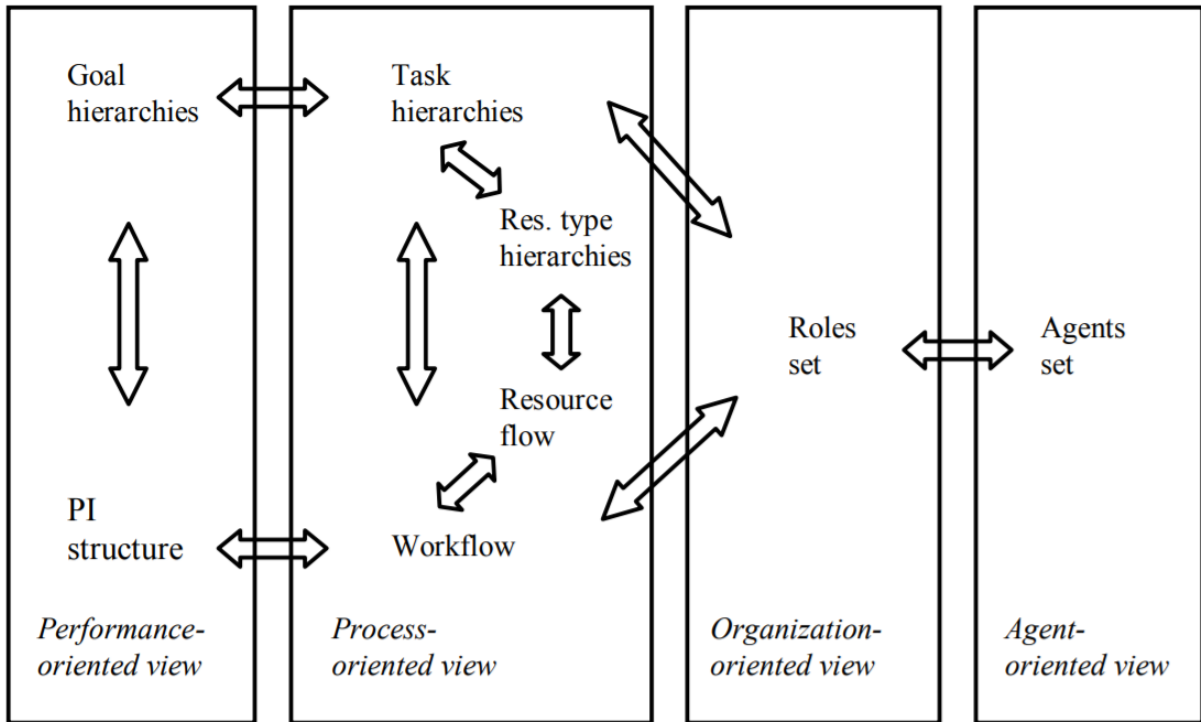 Goal
hierarchies
PI
structure
Performance-
oriented view
Task
hierarchies
Res. type
hierarchies
Resource
flow
Workflow
Process-
oriented view
Roles
set
Organization-
oriented view
Agents
set
Agent-
oriented view